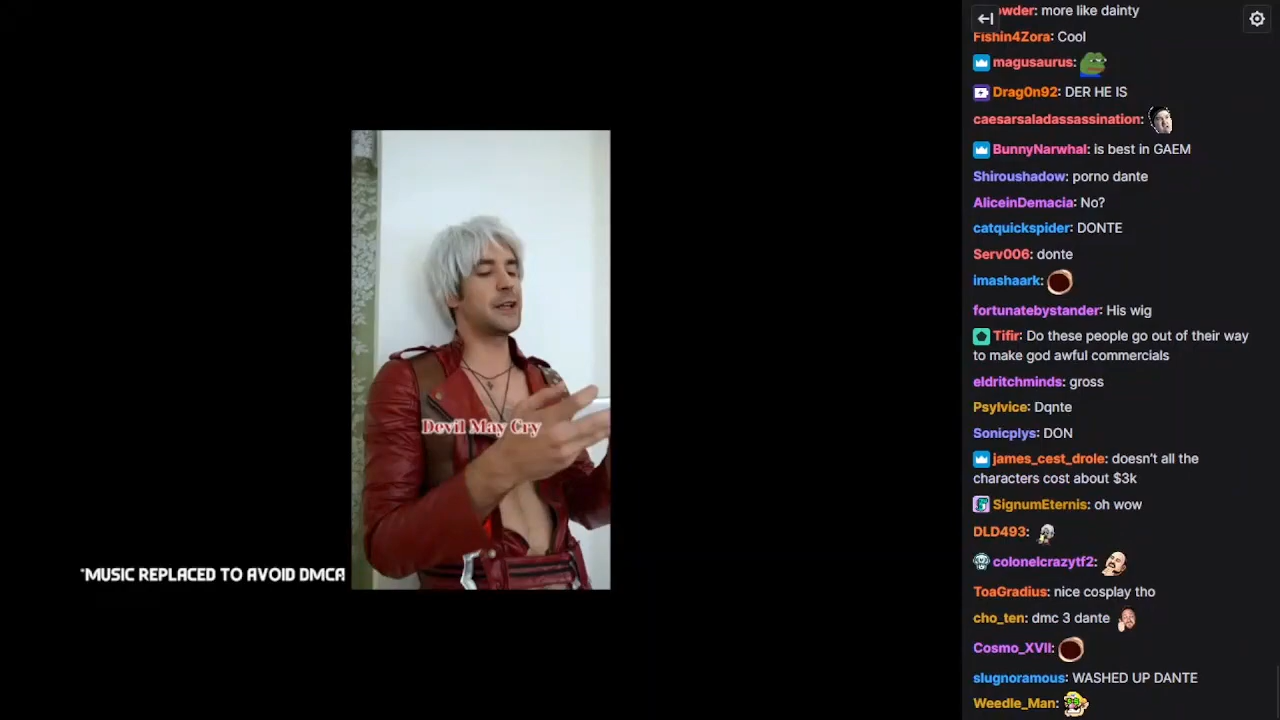 owder: more like dainty
Fishin4Zora: Cool
magusaurus:
Drag0n92: DER HE IS
caesarsaladassassination:
BunnyNarwhal: is best in GAEM
Shiroushadow: porno dante
AliceinDemacia: No?
catquickspider: DONTE
Serv006: donte
imashaark:
fortunatebystander: His wig
Tifir: Do these people go out of their way
to make god awful commercials
eldritchminds: gross
Psylvice: Dqnte
Sonicplys: DON
james_cest_drole: doesn't all the
characters cost about $3k
SignumEternis: oh wow
DLD493:
colonelcrazytf2:
ToaGradius: nice cosplay tho
cho_ten: dmc 3 dante
Cosmo_XVII:
slugnoramous: WASHED UP DANTE
Weedle_Man:
Devil May Cry
*MUSIC REPLACED TO AVOID DMCA